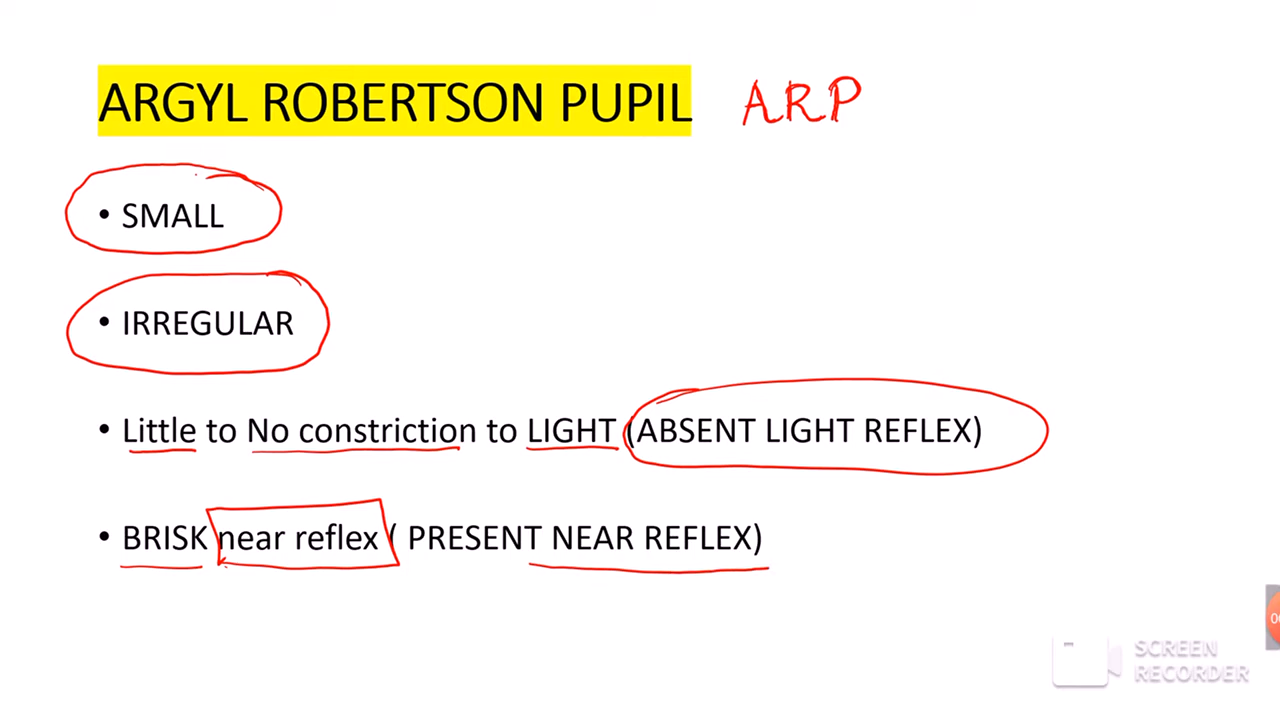 ARGYL ROBERTSON PUPIL ARP
• SMALL
• IRREGULAR
• Little to No constriction to LIGHT (ABSENT LIGHT REFLEX)
• BRISK near reflex ( PRESENT NEAR REFLEX)
SCREEN
RECORDER